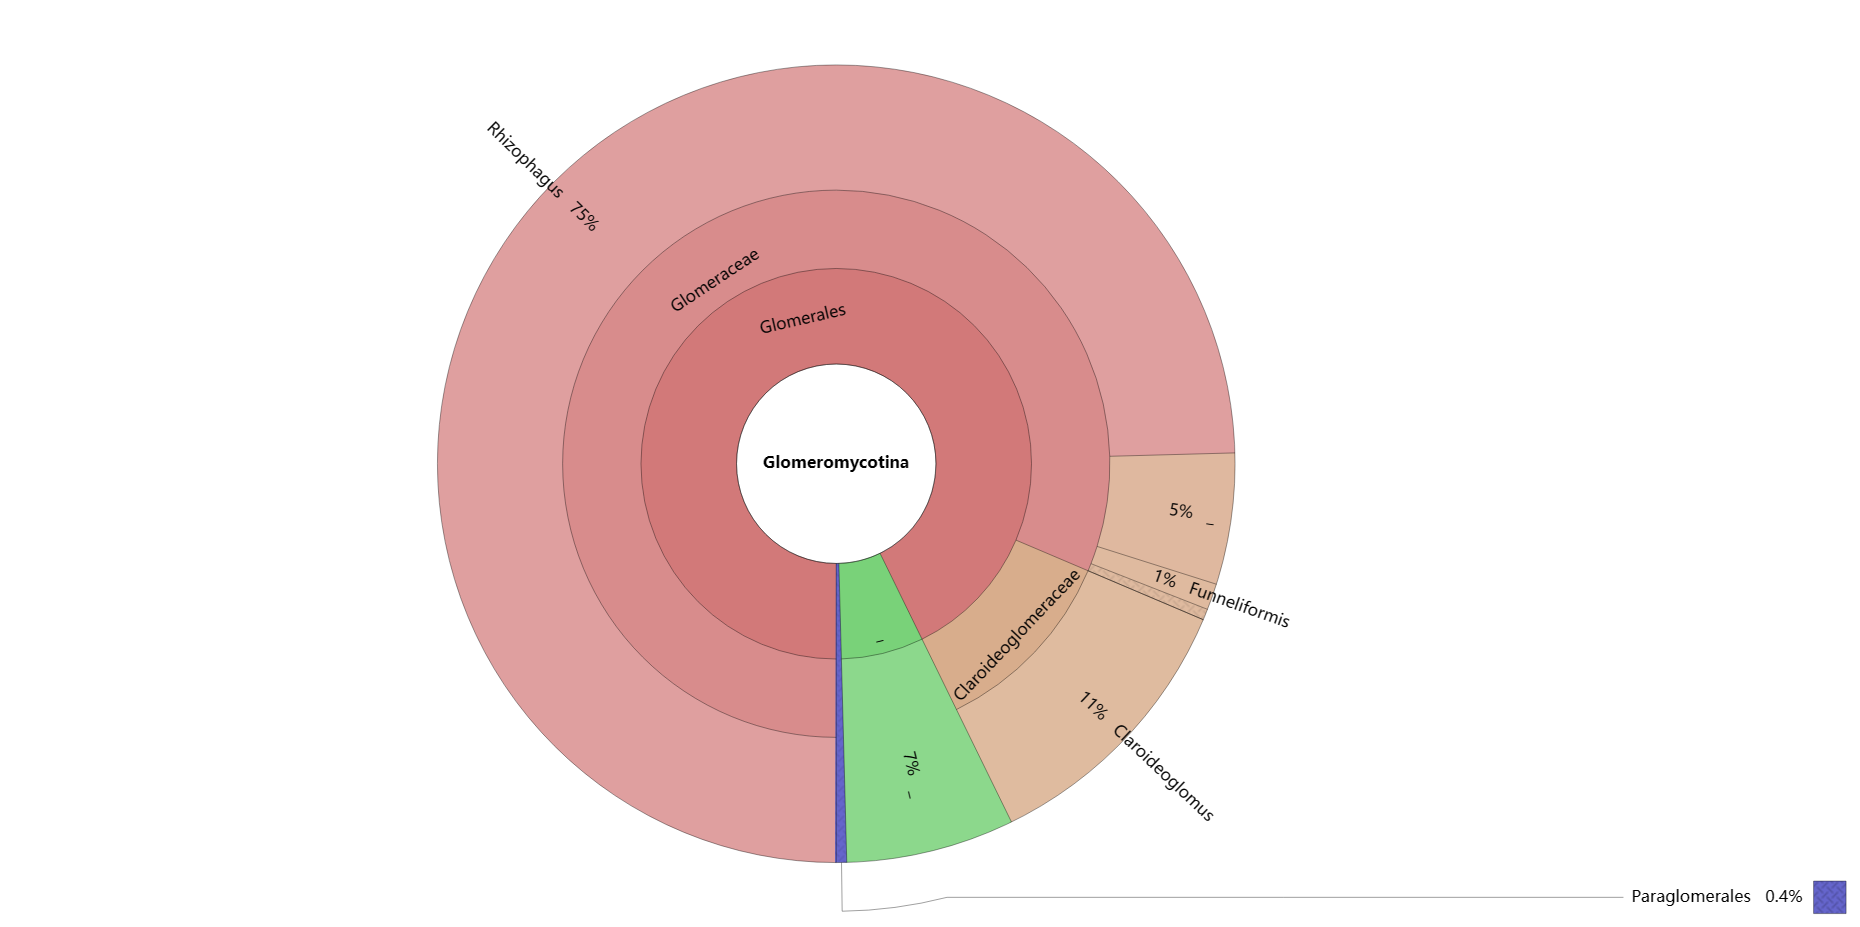 Rhizophagus 75%
Glomeraceae
Glomerales
Glomeromycotina
5% –
1% Funneliformis
Claroideoglomeraceae
–
11% Claroideoglomus
7% –
Paraglomerales 0.4%